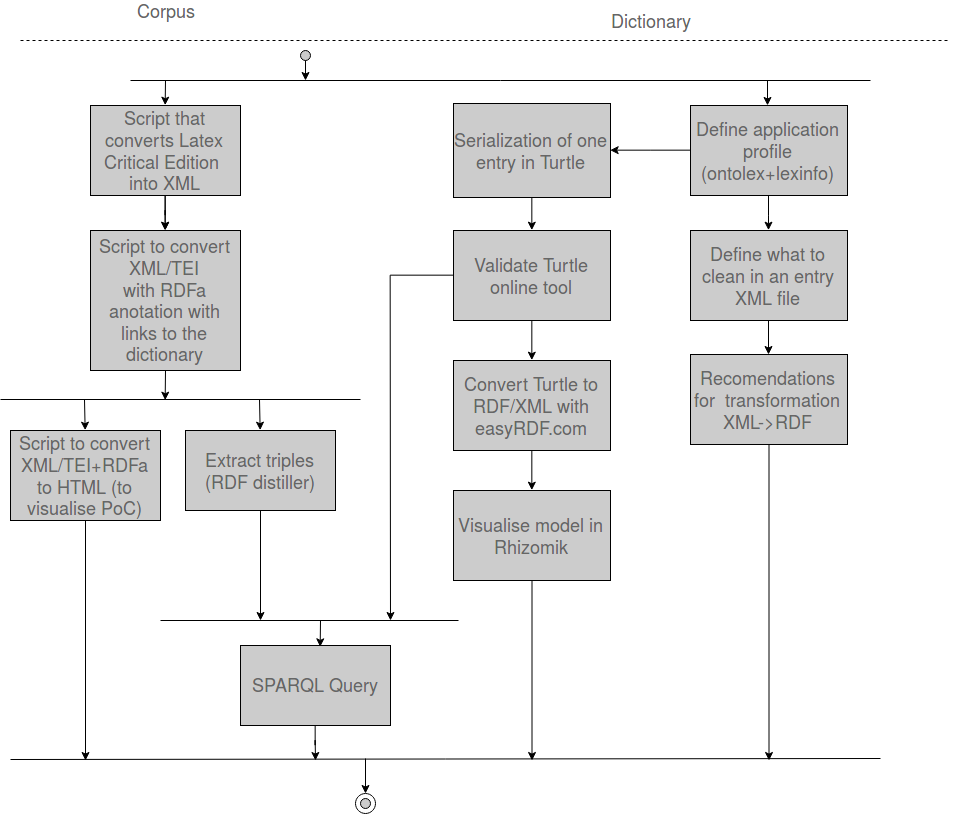 Corpus
Dictionary
Script that
converts Latex
Critical Edition
into XML
Serialization of one
entry in Turtle
Define application
profile
(ontolex+lexinfo)
Script to convert
XML/TEI
with RDFa
anotation with
links to the
dictionary
Validate Turtle
online tool
Define what to
clean in an entry
XML file
Convert Turtle to
RDF/XML with
easyRDF.com
Recomendations
for transformation
XML->RDF
Script to convert
XML/TEI+RDFa
to HTML (to
visualise PoC)
Extract triples
(RDF distiller)
Visualise model in
Rhizomik
SPARQL Query